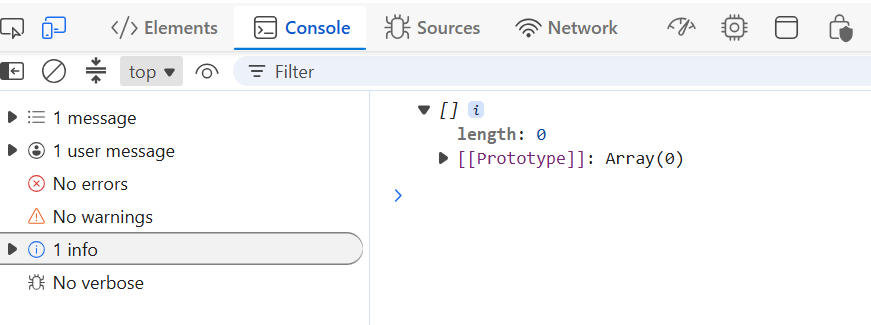 Elements Console Sources Network
top Filter
1 message
1 user message
No errors
No warnings
1 info
No verbose
[] i
length: 0
[[Prototype]]: Array(0)